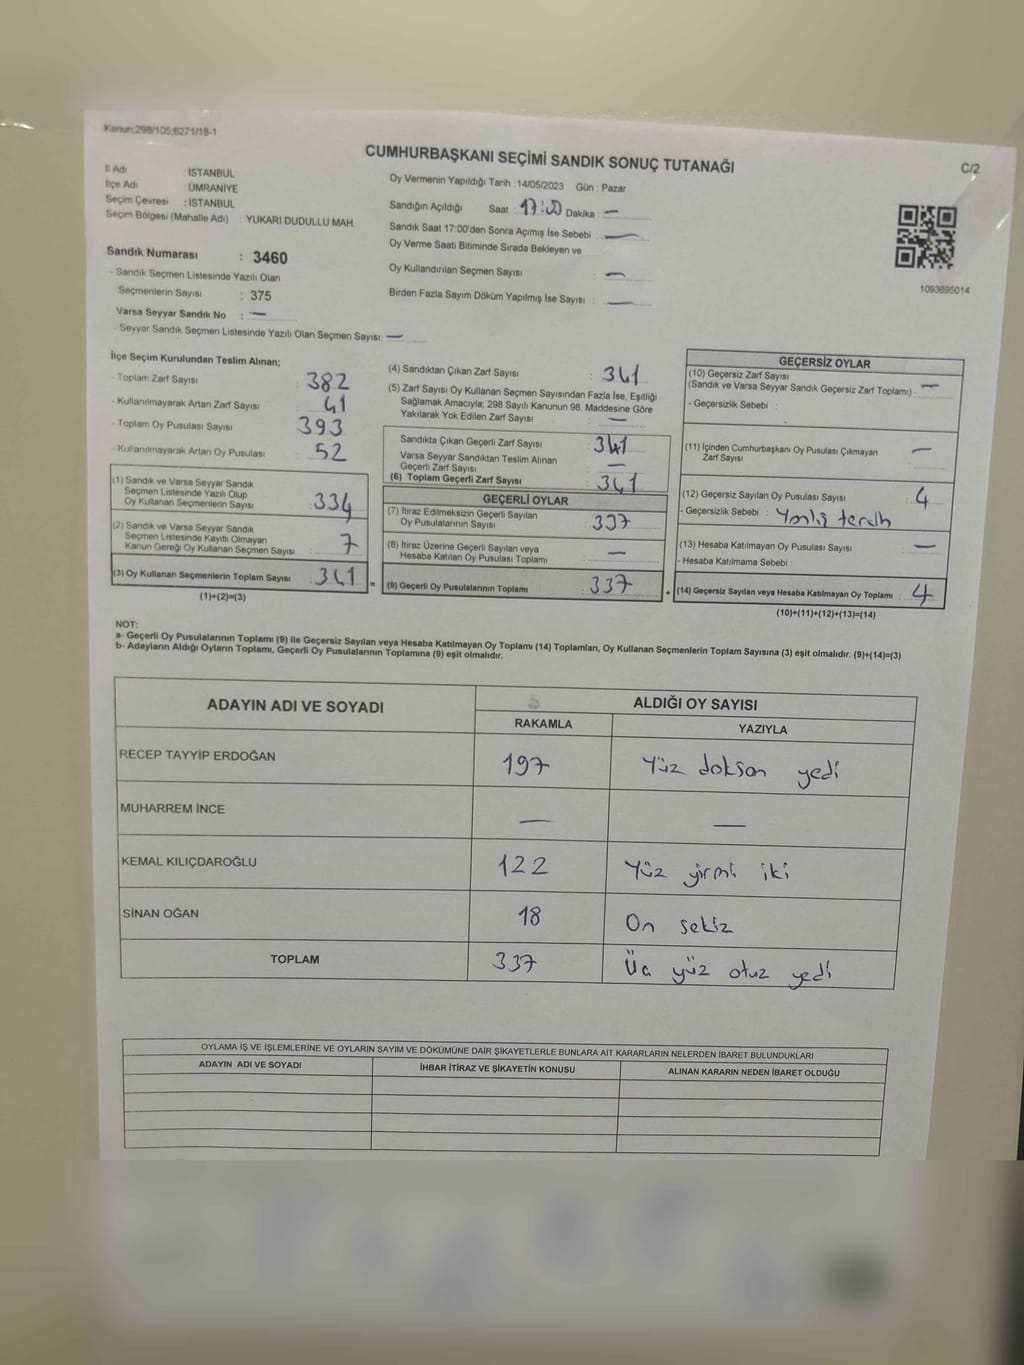 Kanun:298/105;6271/18-1
CUMHURBAŞKANI SEÇİMİ SANDIK SONUÇ TUTANAĞI
C/2
İl Adı : İSTANBUL
İlçe Adı : ÜMRANİYE
Seçim Çevresi : İSTANBUL
Seçim Bölgesi (Mahalle Adı) : YUKARI DUDULLU MAH.
Sandık Numarası : 3460
- Sandık Seçmen Listesinde Yazılı Olan
Seçmenlerin Sayısı : 375
Varsa Seyyar Sandık No : —
- Seyyar Sandık Seçmen Listesinde Yazılı Olan Seçmen Sayısı: —
Oy Vermenin Yapıldığı Tarih : 14/05/2023 Gün : Pazar
Sandığın Açıldığı Saat : 17:00 Dakika : —
Sandık Saat 17:00'den Sonra Açımış İse Sebebi : —
Oy Verme Saati Bitiminde Sırada Bekleyen ve
Oy Kullandırılan Seçmen Sayısı : —
Birden Fazla Sayım Döküm Yapılmış İse Sayısı : —
1093695014
İlçe Seçim Kurulundan Teslim Alınan;
- Toplam Zarf Sayısı 382
- Kullanılmayarak Artan Zarf Sayısı 41
- Toplam Oy Pusulası Sayısı 393
- Kullanılmayarak Artan Oy Pusulası 52
(1) Sandık ve Varsa Seyyar Sandık
Seçmen Listesinde Yazılı Olup
Oy Kullanan Seçmenlerin Sayısı 334
(2) Sandık ve Varsa Seyyar Sandık
Seçmen Listesinde Kayıtlı Olmayan
Kanun Gereği Oy Kullanan Seçmen Sayısı 7
(3) Oy Kullanan Seçmenlerin Toplam Sayısı 341 =
(1)+(2)=(3)
(4) Sandıktan Çıkan Zarf Sayısı : 341
(5) Zarf Sayısı Oy Kullanan Seçmen Sayısından Fazla İse, Eşitliği
Sağlamak Amacıyla; 298 Sayılı Kanunun 98. Maddesine Göre
Yakılarak Yok Edilen Zarf Sayısı : —
Sandıkta Çıkan Geçerli Zarf Sayısı : 341
Varsa Seyyar Sandıktan Teslim Alınan
Geçerli Zarf Sayısı : —
(6) Toplam Geçerli Zarf Sayısı : 341
GEÇERLİ OYLAR
(7) İtiraz Edilmeksizin Geçerli Sayılan
Oy Pusulalarının Sayısı : 337
(8) İtiraz Üzerine Geçerli Sayılan veya
Hesaba Katılan Oy Pusulası Toplamı : —
(9) Geçerli Oy Pusulalarının Toplamı : 337 +
GEÇERSİZ OYLAR
(10) Geçersiz Zarf Sayısı
(Sandık ve Varsa Seyyar Sandık Geçersiz Zarf Toplamı) : —
- Geçersizlik Sebebi :
(11) İçinden Cumhurbaşkanı Oy Pusulası Çıkmayan
Zarf Sayısı : —
(12) Geçersiz Sayılan Oy Pusulası Sayısı : 4
- Geçersizlik Sebebi : Yanlış tercih
(13) Hesaba Katılmayan Oy Pusulası Sayısı : —
- Hesaba Katılmama Sebebi :
(14) Geçersiz Sayılan veya Hesaba Katılmayan Oy Toplamı : 4
(10)+(11)+(12)+(13)=(14)
NOT:
a- Geçerli Oy Pusulalarının Toplamı (9) ile Geçersiz Sayılan veya Hesaba Katılmayan Oy Toplamı (14) Toplamları, Oy Kullanan Seçmenlerin Toplam Sayısına (3) eşit olmalıdır. (9)+(14)=(3)
b- Adayların Aldığı Oyların Toplamı, Geçerli Oy Pusulalarının Toplamına (9) eşit olmalıdır.
ADAYIN ADI VE SOYADI ALDIĞI OY SAYISI
RAKAMLA YAZIYLA
RECEP TAYYİP ERDOĞAN 197 Yüz doksan yedi
MUHARREM İNCE — —
KEMAL KILIÇDAROĞLU 122 Yüz yirmi iki
SİNAN OĞAN 18 On sekiz
TOPLAM 337 Üç yüz otuz yedi
OYLAMA İŞ VE İŞLEMLERİNE VE OYLARIN SAYIM VE DÖKÜMÜNE DAİR ŞİKAYETLERLE BUNLARA AİT KARARLARIN NELERDEN İBARET BULUNDUKLARI
ADAYIN ADI VE SOYADI İHBAR İTİRAZ VE ŞİKAYETİN KONUSU ALINAN KARARIN NEDEN İBARET OLDUĞU